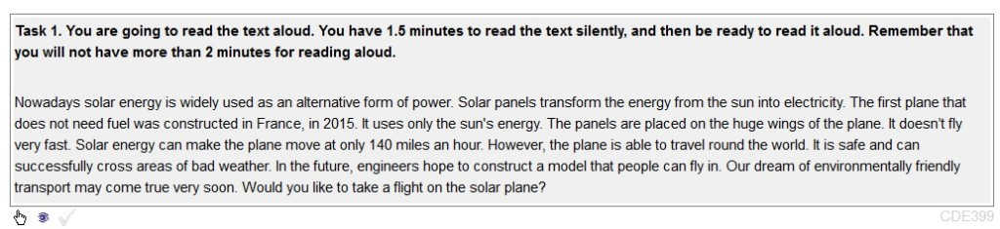 Task 1. You are going to read the text aloud. You have 1.5 minutes to read the text silently, and then be ready to read it aloud. Remember that
you will not have more than 2 minutes for reading aloud.
Nowadays solar energy is widely used as an alternative form of power. Solar panels transform the energy from the sun into electricity. The first plane that
does not need fuel was constructed in France, in 2015. It uses only the sun's energy. The panels are placed on the huge wings of the plane. It doesn't fly
very fast. Solar energy can make the plane move at only 140 miles an hour. However, the plane is able to travel round the world. It is safe and can
successfully cross areas of bad weather. In the future, engineers hope to construct a model that people can fly in. Our dream of environmentally friendly
transport may come true very soon. Would you like to take a flight on the solar plane?
CDE399